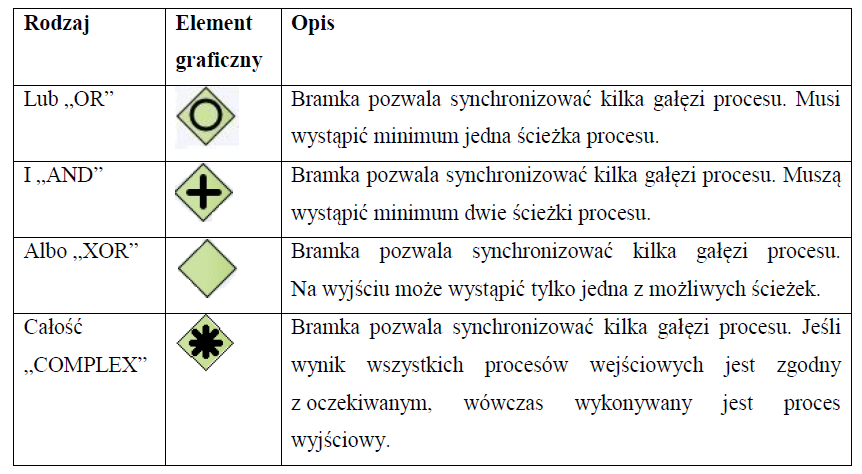 Rodzaj Element Opis
graficzny
Lub „OR” Bramka pozwala synchronizować kilka gałęzi procesu. Musi
wystąpić minimum jedna ścieżka procesu.
I „AND” Bramka pozwala synchronizować kilka gałęzi procesu. Muszą
wystąpić minimum dwie ścieżki procesu.
Albo „XOR” Bramka pozwala synchronizować kilka gałęzi procesu.
Na wyjściu może wystąpić tylko jedna z możliwych ścieżek.
Całość Bramka pozwala synchronizować kilka gałęzi procesu. Jeśli
„COMPLEX” wynik wszystkich procesów wejściowych jest zgodny
z oczekiwanym, wówczas wykonywany jest proces
wyjściowy.